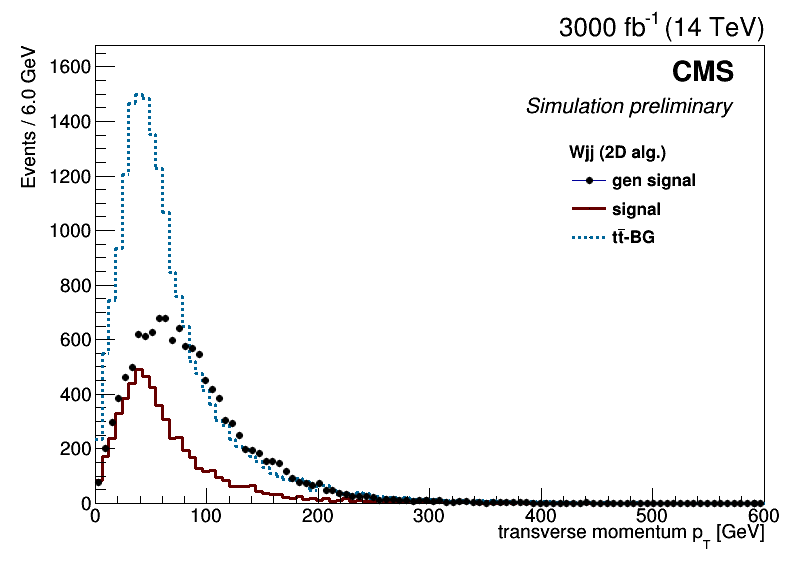 3000 fb-1 (14 TeV)
Events / 6.0 GeV
1600
1400
1200
1000
800
600
400
200
0
CMS
Simulation preliminary
Wjj (2D alg.)
gen signal
signal
tt̄-BG
0 100 200 300 400 500 600
transverse momentum pT [GeV]